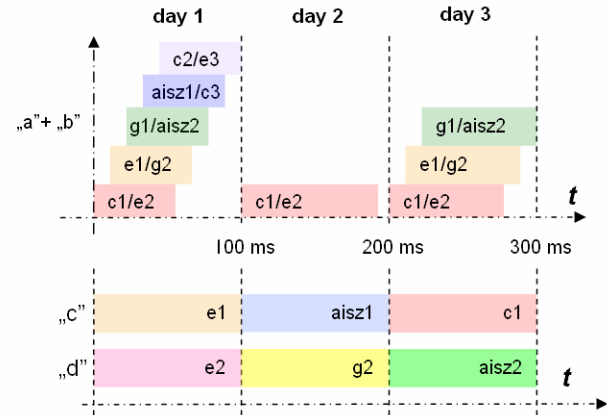 day 1 day 2 day 3
c2/e3
aisz1/c3
„a”+ „b” g1/aisz2 g1/aisz2
e1/g2 e1/g2
c1/e2 c1/e2 c1/e2
t
100 ms 200 ms 300 ms
„c” e1 aisz1 c1
„d” e2 g2 aisz2
t